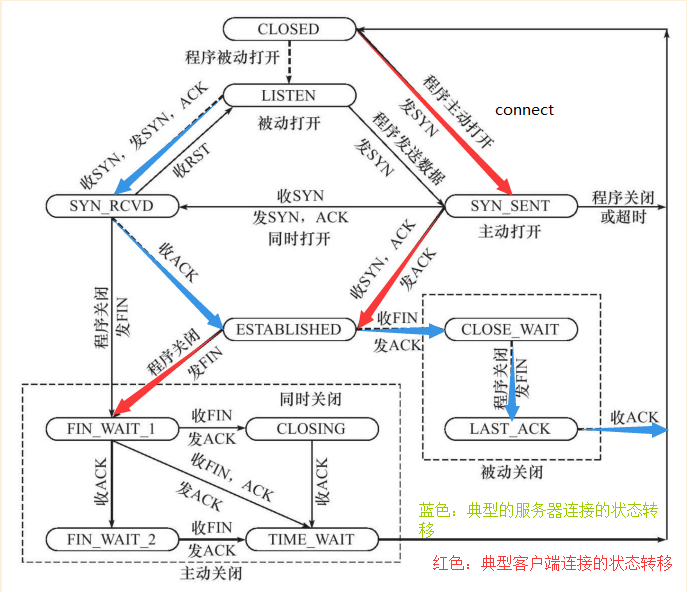 CLOSED
程序被动打开
LISTEN
被动打开
程序主动打开
发SYN
connect
收SYN，发SYN，ACK
收RST
程序发送数据
发SYN
SYN_RCVD
收SYN
发SYN，ACK
同时打开
SYN_SENT
主动打开
程序关闭
或超时
收ACK
收SYN，ACK
发ACK
程序关闭
发FIN
ESTABLISHED
收FIN
发ACK
CLOSE_WAIT
程序关闭
发FIN
程序关闭
发FIN
LAST_ACK
收ACK
被动关闭
同时关闭
FIN_WAIT_1
收FIN
发ACK
CLOSING
收ACK
收FIN，ACK
发ACK
收ACK
FIN_WAIT_2
收FIN
发ACK
TIME_WAIT
主动关闭
蓝色：典型的服务器连接的状态转
移
红色：典型客户端连接的状态转移